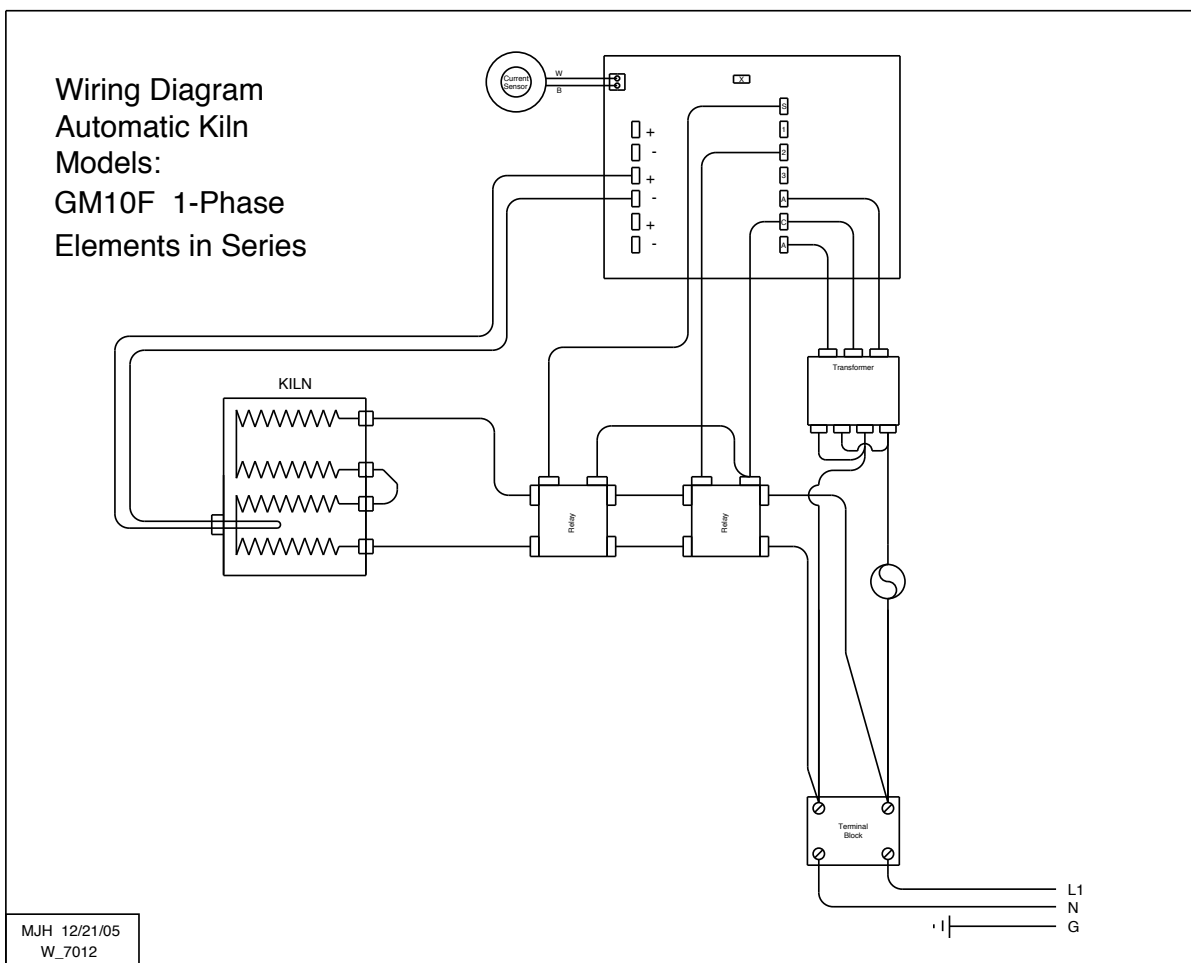 Wiring Diagram
Automatic Kiln
Models:
GM10F 1-Phase
Elements in Series
Current
Sensor
W
B
X
S
1
2
3
A
C
A
+
-
+
-
+
-
Transformer
KILN
Relay
Relay
Terminal
Block
L1
N
G
MJH 12/21/05
W_7012